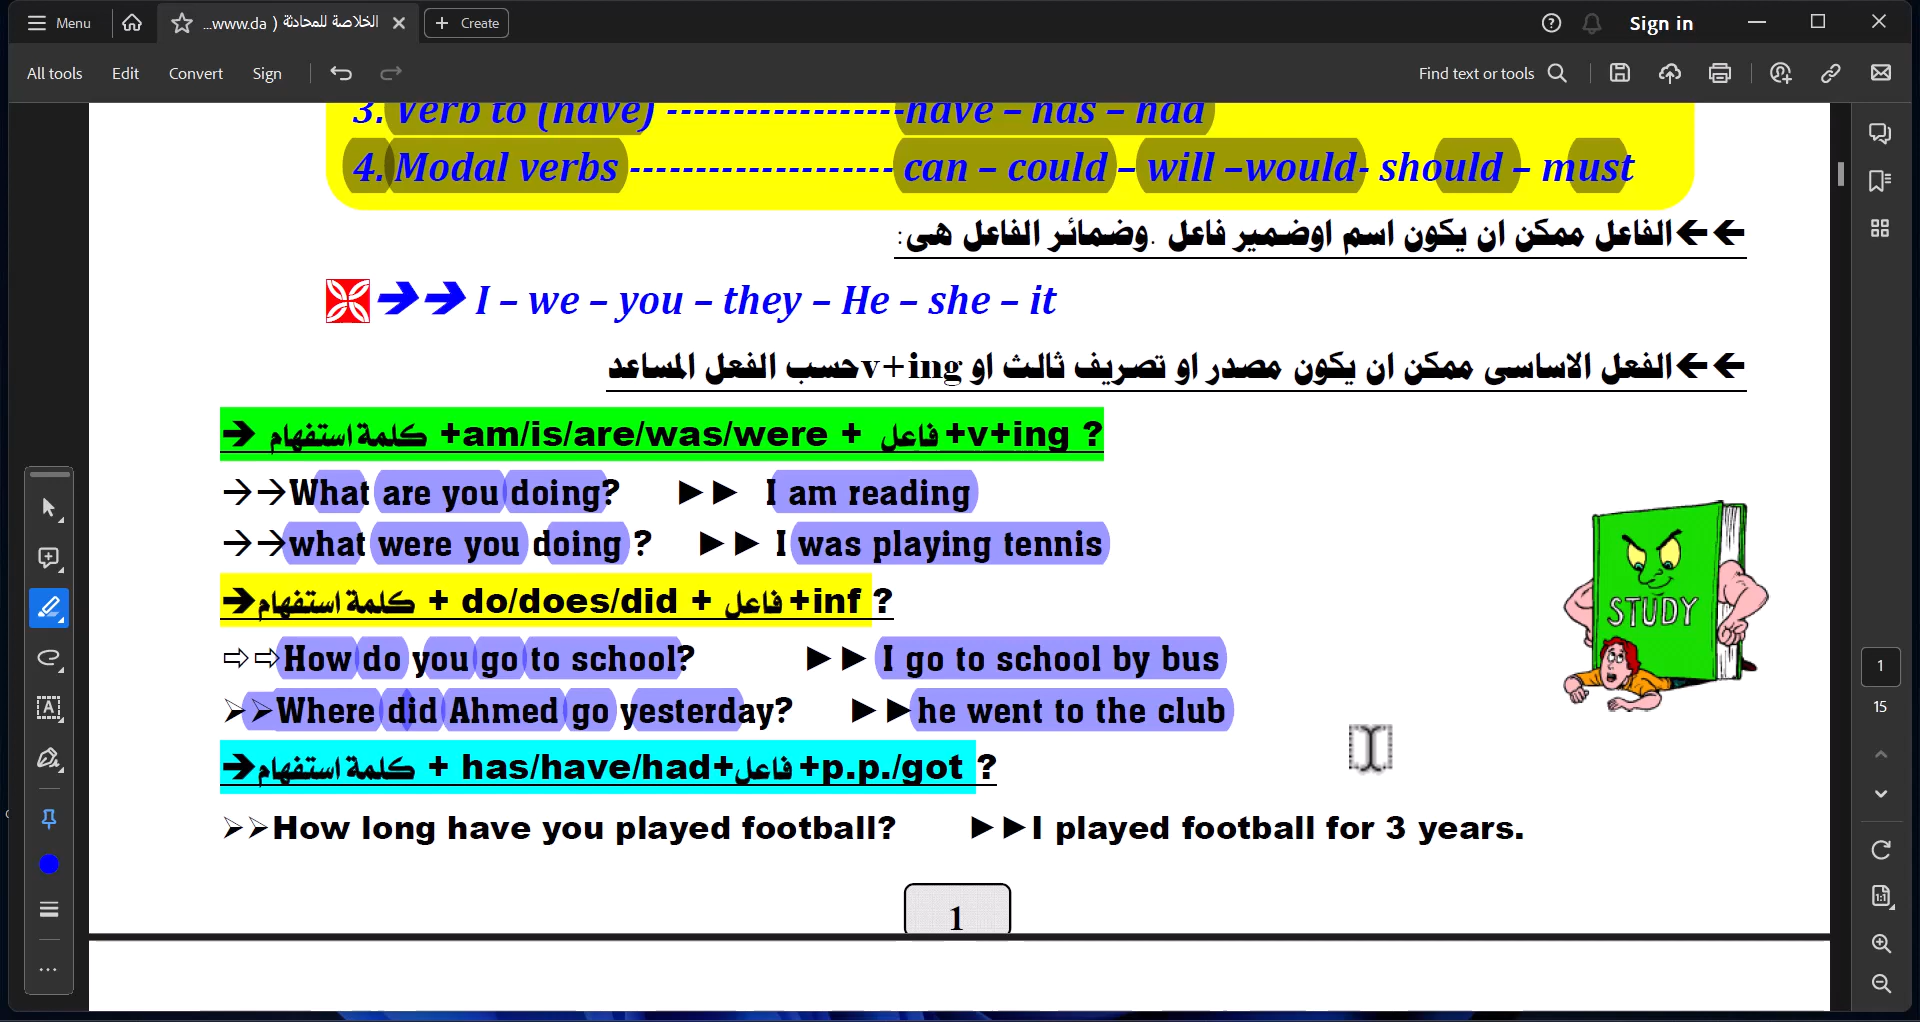 Menu
الخلاصة للمحادثة ( www.da...
Create
Sign in
All tools Edit Convert Sign
Find text or tools
3. Verb to (have) -------------------have – has – had
4. Modal verbs -------------------- can – could – will –would- should – must
الفاعل ممكن ان يكون اسم اوضمير فاعل .وضمائر الفاعل هى:
➔➔ I – we – you – they – He – she – it
الفعل الاساسى ممكن ان يكون مصدر او تصريف ثالث او v+ing حسب الفعل المساعد
➔ كلمة استفهام +am/is/are/was/were + فاعل +v+ing ?
→→What are you doing? ►► I am reading
→→what were you doing ? ►► I was playing tennis
➔كلمة استفهام + do/does/did + فاعل +inf ?
⇨⇨How do you go to school? ►► I go to school by bus
➢➢Where did Ahmed go yesterday? ►►he went to the club
STUDY
➔كلمة استفهام + has/have/had+فاعل +p.p./got ?
➢➢How long have you played football? ►►I played football for 3 years.
1
1
15